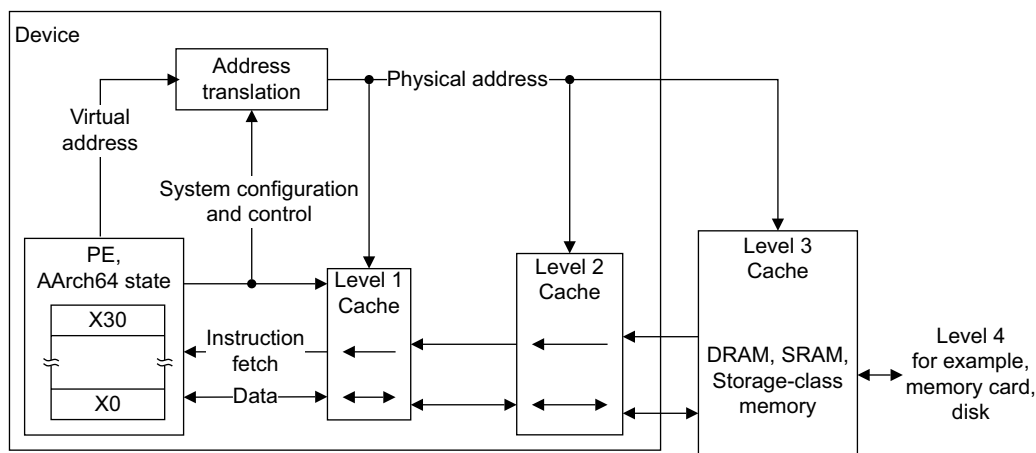 Device
Address
translation
Physical address
Virtual
address
System configuration
and control
PE,
AArch64 state
X30
X0
Instruction
fetch
Data
Level 1
Cache
Level 2
Cache
Level 3
Cache
DRAM, SRAM,
Storage-class
memory
Level 4
for example,
memory card,
disk